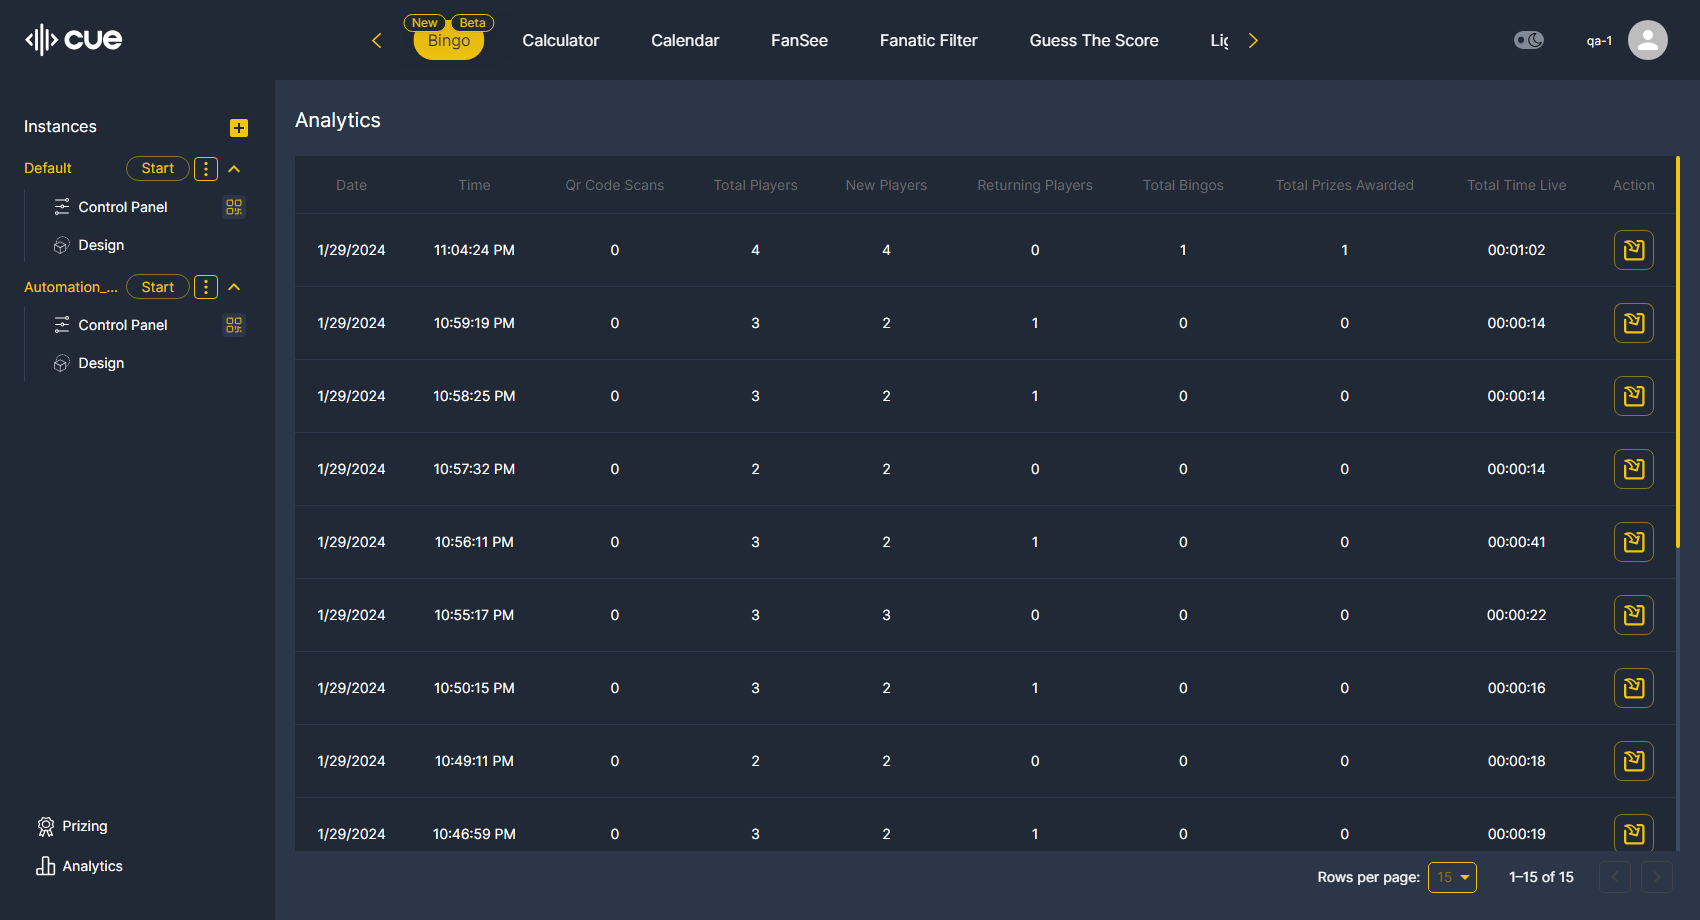 cue
New Beta
Bingo Calculator Calendar FanSee Fanatic Filter Guess The Score Lig
qa-1
Instances
Default Start
Control Panel
Design
Automation_... Start
Control Panel
Design
Prizing
Analytics
Analytics
Date Time Qr Code Scans Total Players New Players Returning Players Total Bingos Total Prizes Awarded Total Time Live Action
1/29/2024 11:04:24 PM 0 4 4 0 1 1 00:01:02
1/29/2024 10:59:19 PM 0 3 2 1 0 0 00:00:14
1/29/2024 10:58:25 PM 0 3 2 1 0 0 00:00:14
1/29/2024 10:57:32 PM 0 2 2 0 0 0 00:00:14
1/29/2024 10:56:11 PM 0 3 2 1 0 0 00:00:41
1/29/2024 10:55:17 PM 0 3 3 0 0 0 00:00:22
1/29/2024 10:50:15 PM 0 3 2 1 0 0 00:00:16
1/29/2024 10:49:11 PM 0 2 2 0 0 0 00:00:18
1/29/2024 10:46:59 PM 0 3 2 1 0 0 00:00:19
Rows per page: 15 1–15 of 15